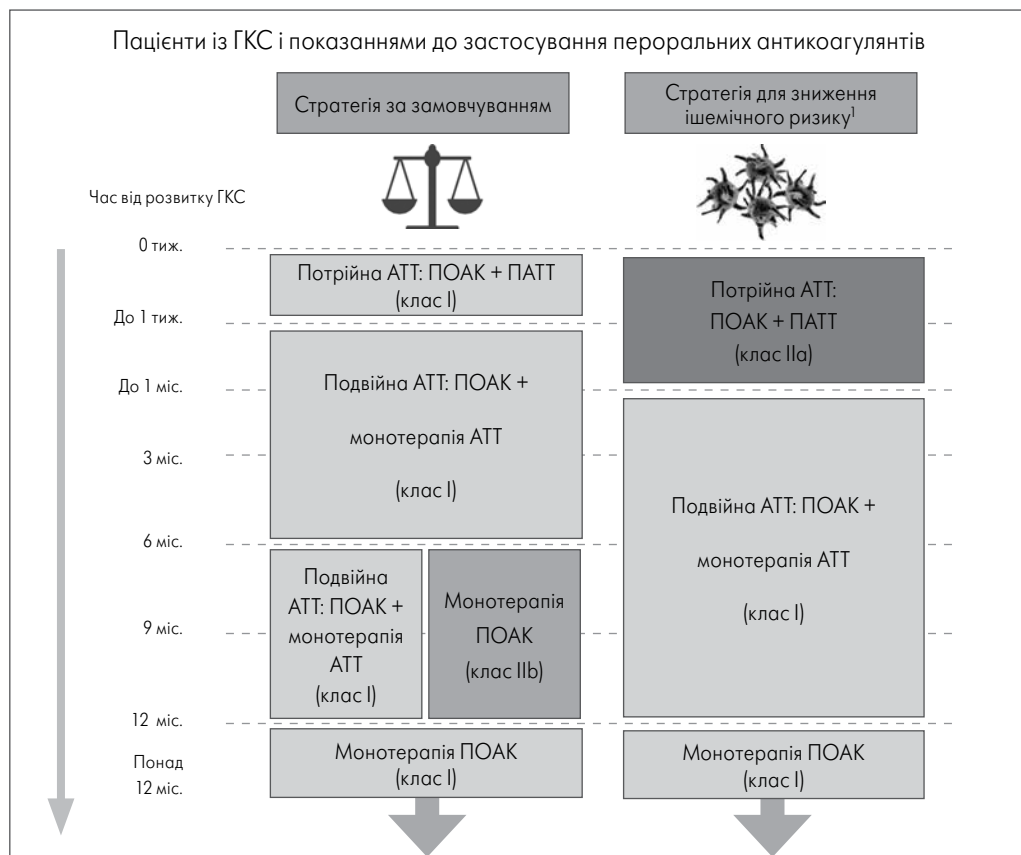 Пацієнти із ГКС і показаннями до застосування пероральних антикоагулянтів
Стратегія за замовчуванням
Стратегія для зниження
ішемічного ризику1
Час від розвитку ГКС
0 тиж.
До 1 тиж.
До 1 міс.
3 міс.
6 міс.
9 міс.
12 міс.
Понад
12 міс.
Потрійна АТТ: ПОАК + ПАТТ
(клас I)
Подвійна АТТ: ПОАК +
монотерапія АТТ
(клас I)
Подвійна
АТТ: ПОАК +
монотерапія
АТТ
(клас I)
Монотерапія
ПОАК
(клас IIb)
Монотерапія ПОАК
(клас I)
Потрійна АТТ:
ПОАК + ПАТТ
(клас IIa)
Подвійна АТТ: ПОАК +
монотерапія АТТ
(клас I)
Монотерапія ПОАК
(клас I)